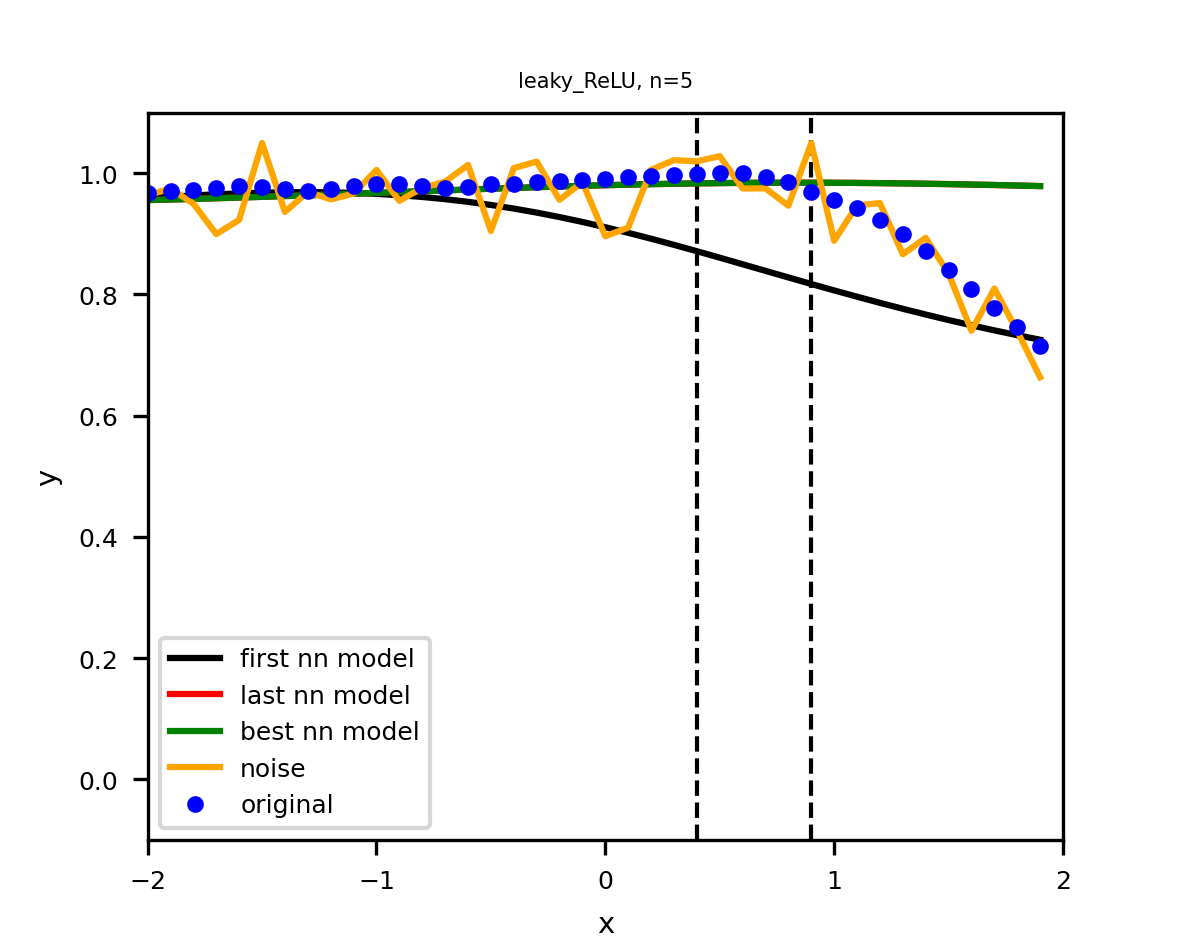 leaky_ReLU, n=5
1.0
0.8
0.6
0.4
0.2
0.0
y
first nn model
last nn model
best nn model
noise
original
−2
−1
0
1
2
x